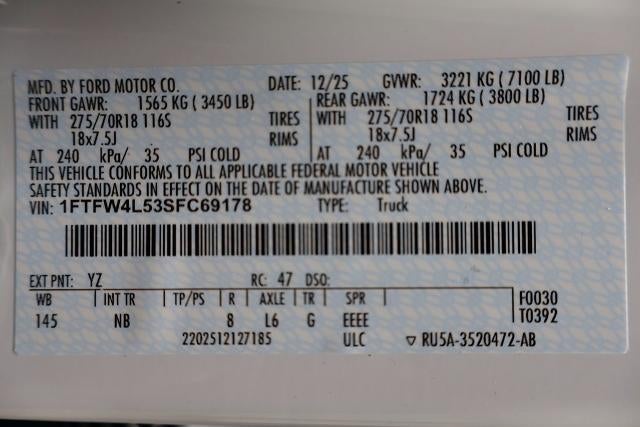 MFD. BY FORD MOTOR CO. DATE: 12/25 GVWR: 3221 KG ( 7100 LB)
FRONT GAWR: 1565 KG ( 3450 LB) REAR GAWR: 1724 KG ( 3800 LB)
WITH 275/70R18 116S TIRES WITH 275/70R18 116S TIRES
18x7.5J RIMS 18x7.5J RIMS
AT 240 kPa/ 35 PSI COLD AT 240 kPa/ 35 PSI COLD
THIS VEHICLE CONFORMS TO ALL APPLICABLE FEDERAL MOTOR VEHICLE
SAFETY STANDARDS IN EFFECT ON THE DATE OF MANUFACTURE SHOWN ABOVE.
VIN: 1FTFW4L53SFC69178 TYPE: Truck
EXT PNT: YZ RC: 47 DSO:
WB INT TR TP/PS R AXLE TR SPR F0030
145 NB 8 L6 G EEEE T0392
2202512127185 ULC ▽ RU5A-3520472-AB